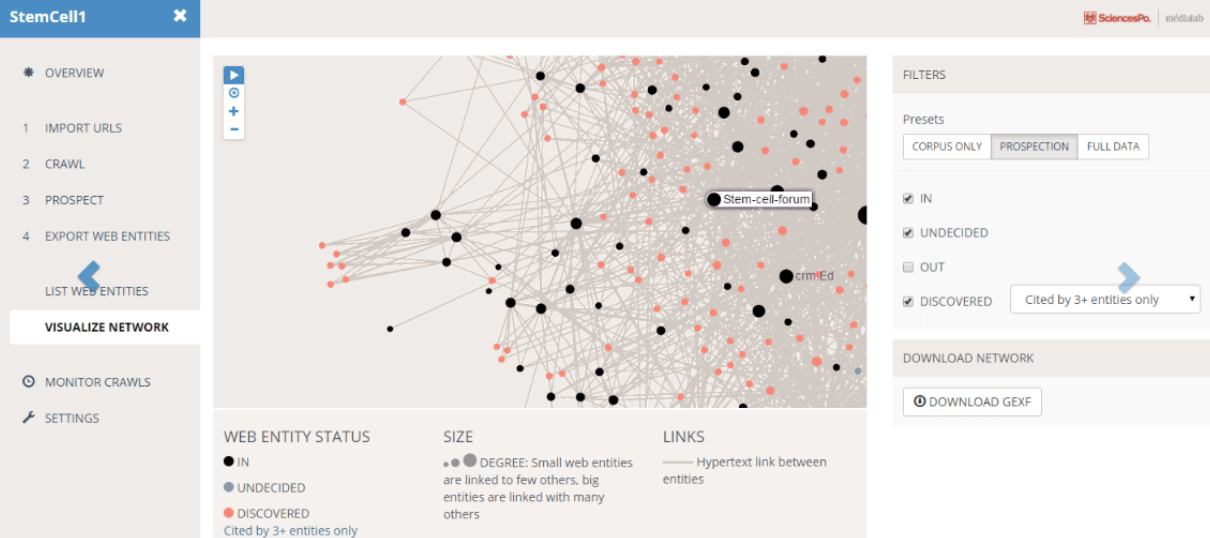 StemCell1
SciencesPo. médialab
OVERVIEW
1 IMPORT URLS
2 CRAWL
3 PROSPECT
4 EXPORT WEB ENTITIES
LIST WEB ENTITIES
VISUALIZE NETWORK
MONITOR CRAWLS
SETTINGS
Stem-cell-forum
crm-Ed
WEB ENTITY STATUS
IN
UNDECIDED
DISCOVERED
Cited by 3+ entities only
SIZE
DEGREE: Small web entities
are linked to few others, big
entities are linked with many
others
LINKS
Hypertext link between
entities
FILTERS
Presets
CORPUS ONLY PROSPECTION FULL DATA
IN
UNDECIDED
OUT
DISCOVERED Cited by 3+ entities only
DOWNLOAD NETWORK
DOWNLOAD GEXF